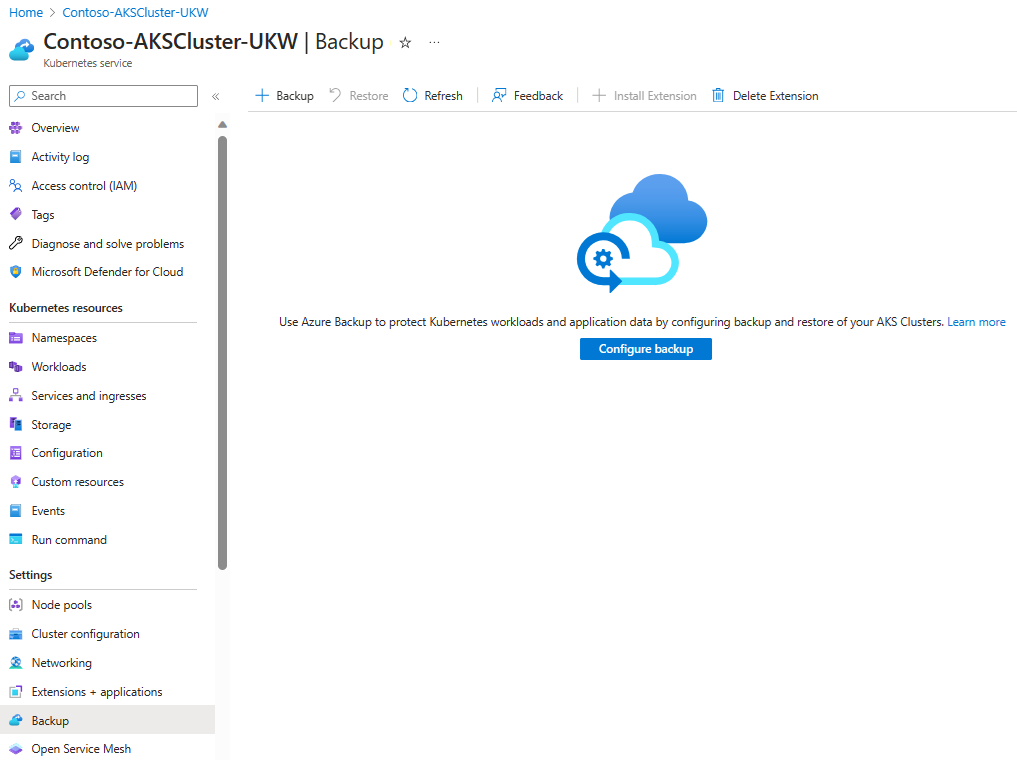 Home > Contoso-AKSCluster-UKW
Contoso-AKSCluster-UKW | Backup ☆ ...
Kubernetes service
Search «
Backup Restore Refresh Feedback Install Extension Delete Extension
Overview
Activity log
Access control (IAM)
Tags
Diagnose and solve problems
Microsoft Defender for Cloud
Kubernetes resources
Namespaces
Workloads
Services and ingresses
Storage
Configuration
Custom resources
Events
Run command
Settings
Node pools
Cluster configuration
Networking
Extensions + applications
Backup
Open Service Mesh
Use Azure Backup to protect Kubernetes workloads and application data by configuring backup and restore of your AKS Clusters. Learn more
Configure backup